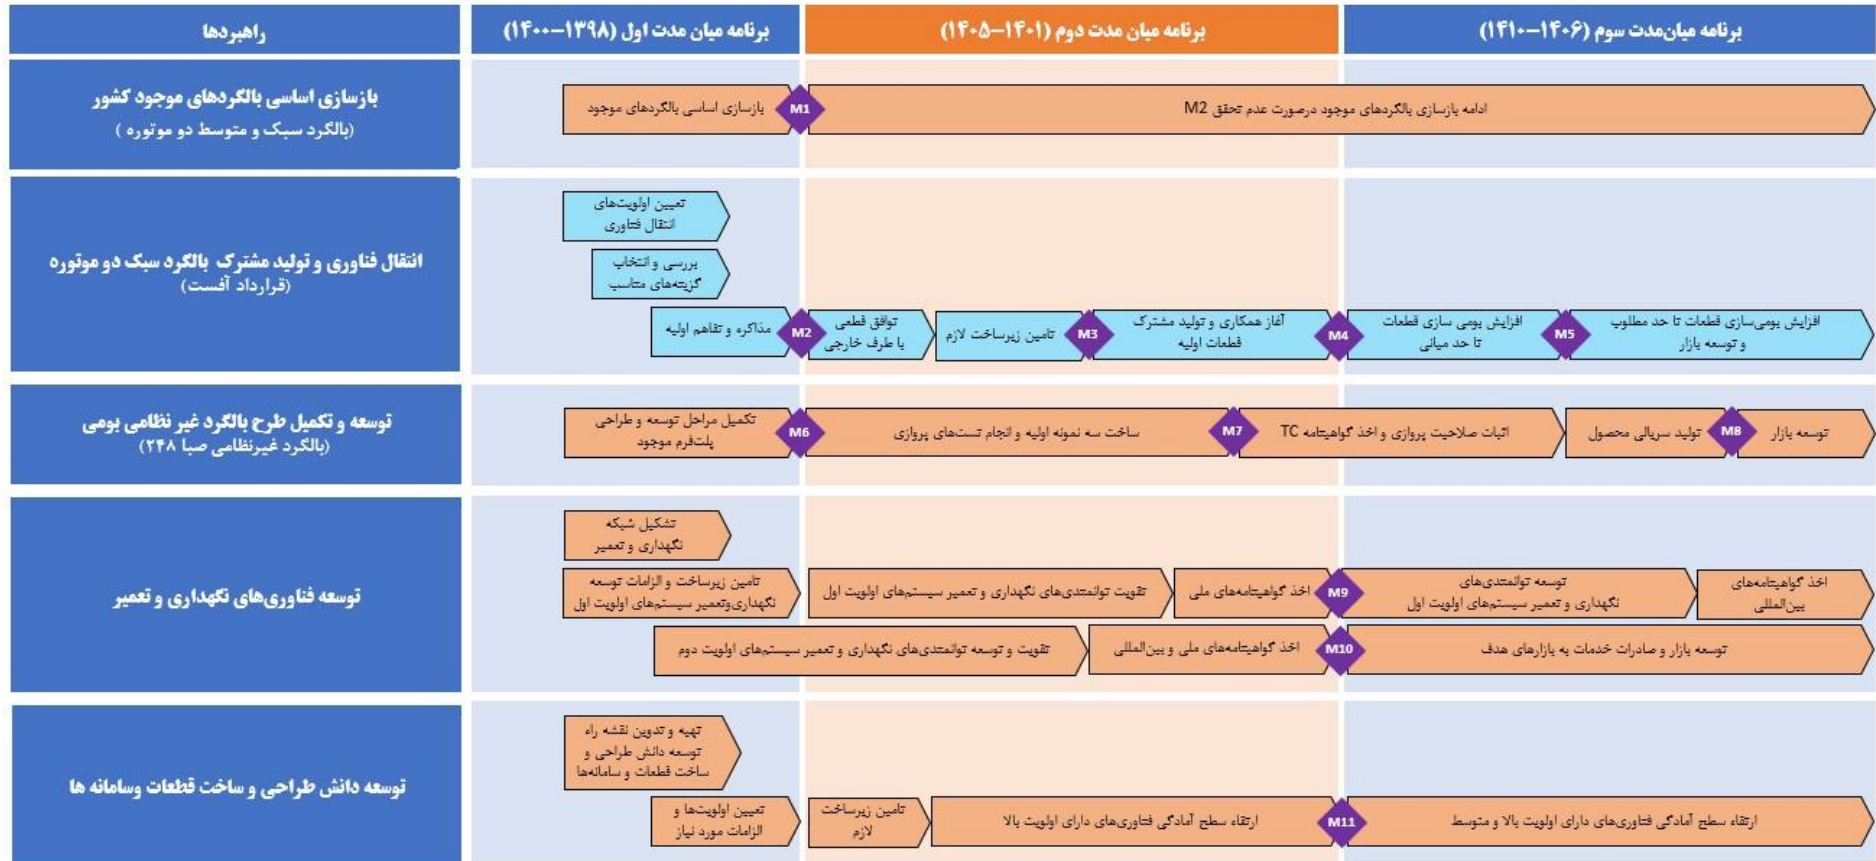 راهبردها
برنامه میان مدت اول (۱۳۹۸-۱۴۰۰)
برنامه میان مدت دوم (۱۴۰۱-۱۴۰۵)
برنامه میان‌مدت سوم (۱۴۰۶-۱۴۱۰)
بازسازی اساسی بالگردهای موجود کشور
(بالگرد سبک و متوسط دو موتوره )
بازسازی اساسی بالگردهای موجود
M1
ادامه بازسازی بالگردهای موجود درصورت عدم تحقق M2
انتقال فناوری و تولید مشترک بالگرد سبک دو موتوره
(قرارداد آفست)
تعیین اولویت‌های
انتقال فناوری
بررسی و انتخاب
گزینه‌های مناسب
مذاکره و تفاهم اولیه
M2
توافق قطعی
با طرف خارجی
تامین زیرساخت لازم
M3
آغاز همکاری و تولید مشترک
قطعات اولیه
M4
افزایش بومی سازی قطعات
تا حد میانی
M5
افزایش بومی‌سازی قطعات تا حد مطلوب
و توسعه بازار
توسعه و تکمیل طرح بالگرد غیر نظامی بومی
(بالگرد غیرنظامی صبا ۲۴۸)
تکمیل مراحل توسعه و طراحی
پلت‌فرم موجود
M6
ساخت سه نمونه اولیه و انجام تست‌های پروازی
M7
اثبات صلاحیت پروازی و اخذ گواهینامه TC
تولید سریالی محصول
M8
توسعه بازار
توسعه فناوری‌های نگهداری و تعمیر
تشکیل شبکه
نگهداری و تعمیر
تامین زیرساخت و الزامات توسعه
نگهداری‌وتعمیر سیستم‌های اولویت اول
تقویت توانمندی‌های نگهداری و تعمیر سیستم‌های اولویت اول
اخذ گواهینامه‌های ملی
M9
توسعه توانمندی‌های
نگهداری و تعمیر سیستم‌های اولویت اول
اخذ گواهینامه‌های
بین‌المللی
تقویت و توسعه توانمندی‌های نگهداری و تعمیر سیستم‌های اولویت دوم
اخذ گواهینامه‌های ملی و بین‌المللی
M10
توسعه بازار و صادرات خدمات به بازارهای هدف
توسعه دانش طراحی و ساخت قطعات وسامانه ها
تهیه و تدوین نقشه راه
توسعه دانش طراحی و
ساخت قطعات و سامانه‌ها
تعیین اولویت‌ها و
الزامات مورد نیاز
تامین زیرساخت
لازم
ارتقاء سطح آمادگی فناوری‌های دارای اولویت بالا
M11
ارتقاء سطح آمادگی فناوری‌های دارای اولویت بالا و متوسط